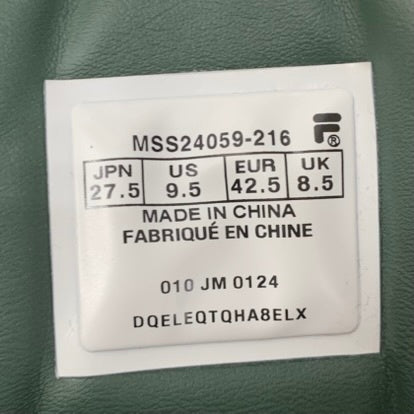 MSS24059-216 F®
JPN US EUR UK
27.5 9.5 42.5 8.5
MADE IN CHINA
FABRIQUÉ EN CHINE
010 JM 0124
DQELEQTQHA8ELX